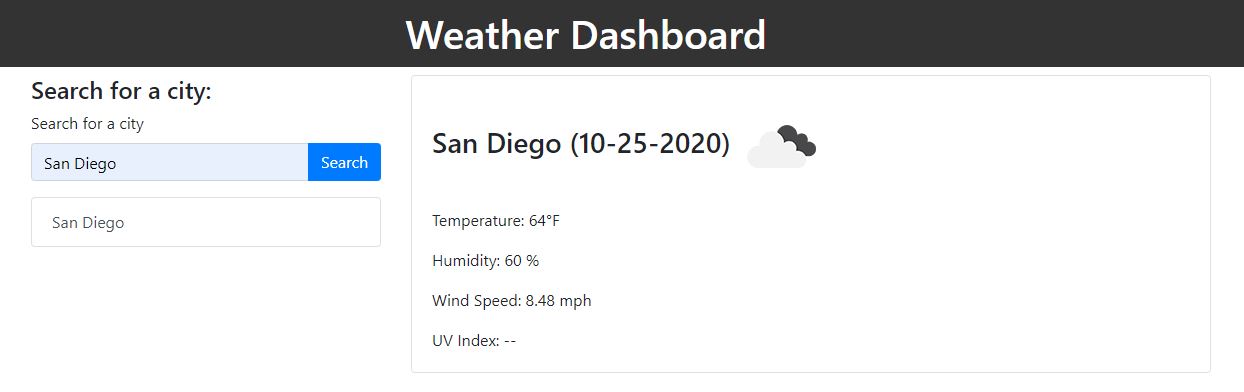 Weather Dashboard
Search for a city:
Search for a city
San Diego
Search
San Diego
San Diego (10-25-2020)
Temperature: 64°F
Humidity: 60 %
Wind Speed: 8.48 mph
UV Index: --